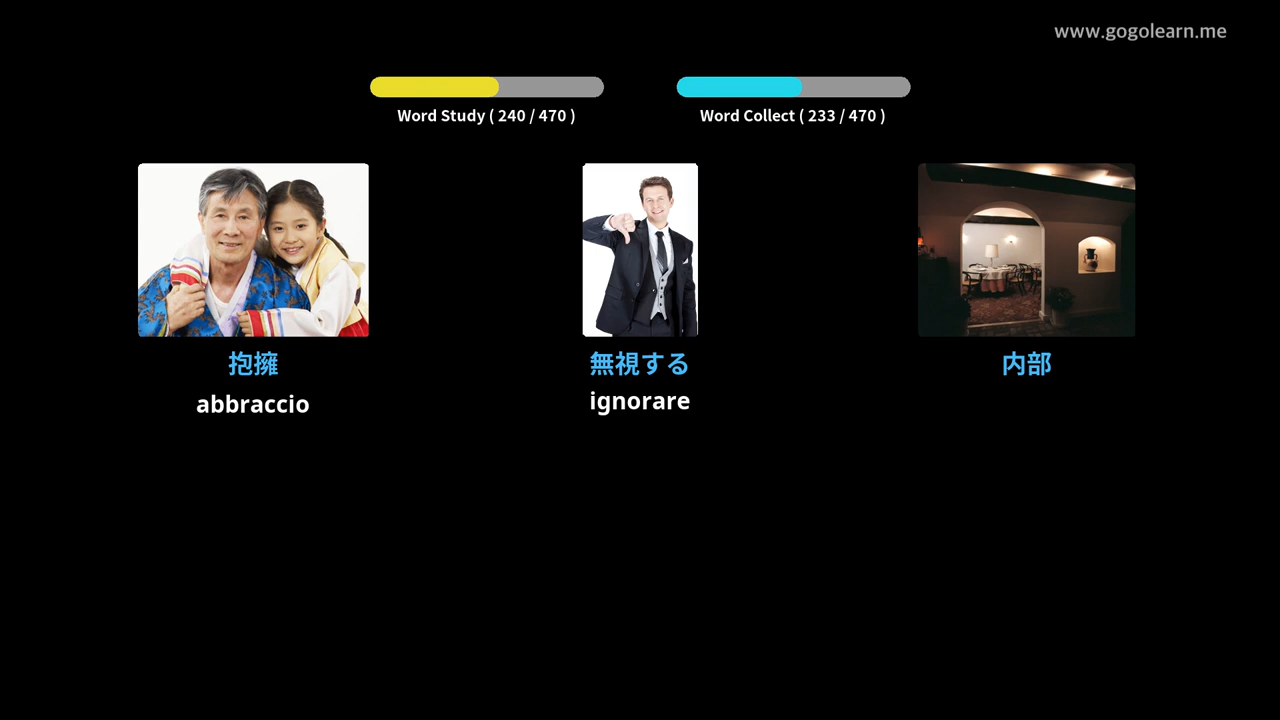 www.gogolearn.me
Word Study ( 240 / 470 )
Word Collect ( 233 / 470 )
抱擁
無視する
内部
abbraccio
ignorare